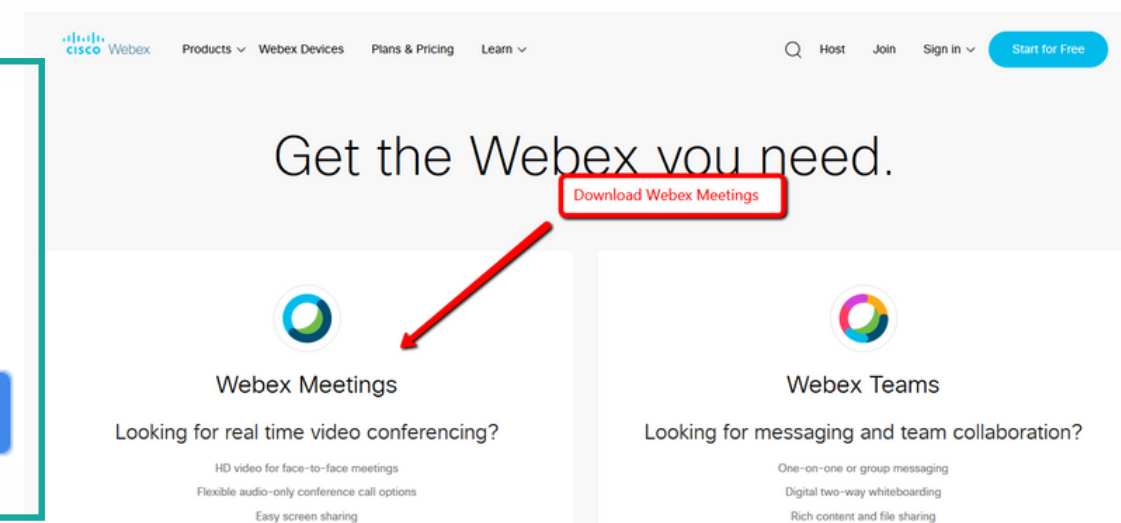 CISCO Webex
Products Webex Devices Plans & Pricing Learn
Host Join Sign in Start for Free
Get the Webex you need.
Download Webex Meetings
Webex Meetings
Looking for real time video conferencing?
HD video for face-to-face meetings
Flexible audio-only conference call options
Easy screen sharing
Webex Teams
Looking for messaging and team collaboration?
One-on-one or group messaging
Digital two-way whiteboarding
Rich content and file sharing